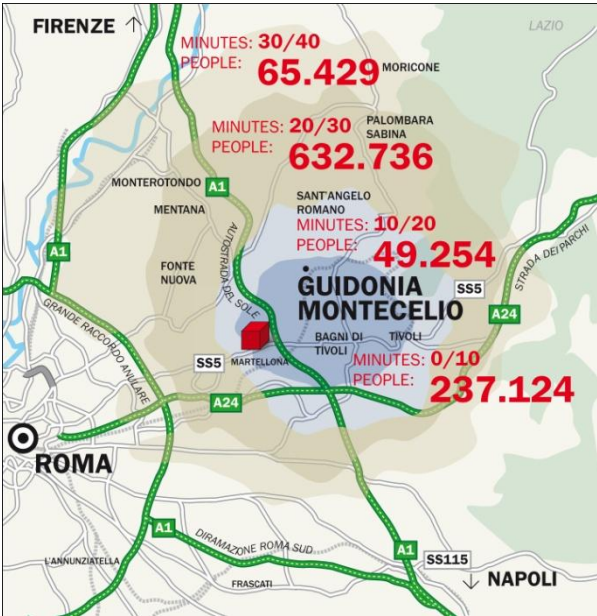 FIRENZE ↑
LAZIO
MINUTES: 30/40
PEOPLE: 65.429
MORICONE
MINUTES: 20/30
PEOPLE: 632.736
PALOMBARA
SABINA
MONTEROTONDO
A1
MENTANA
SANT'ANGELO
ROMANO
MINUTES: 10/20
PEOPLE: 49.254
AUTOSTRADA DEL SOLE
STRADA DEI PARCHI
A1
FONTE
NUOVA
GUIDONIA
MONTECELIO
SS5
A24
GRANDE RACCORDO ANULARE
BAGNI DI
TIVOLI
TIVOLI
SS5
MARTELLONA
MINUTES: 0/10
PEOPLE: 237.124
A24
ROMA
A1
DIRAMAZIONE ROMA SUD
A1
SS115
L'ANNUNZIATELLA
FRASCATI
↓ NAPOLI